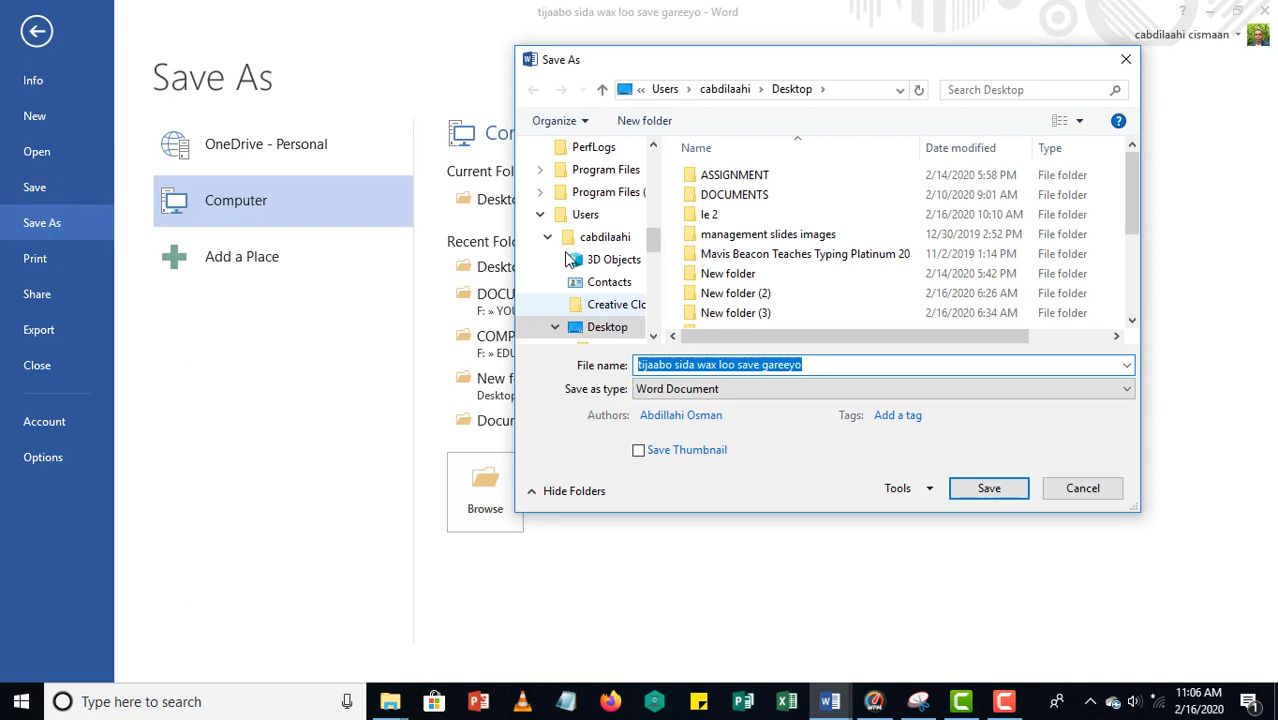 tijaabo sida wax loo save gareeyo - Word
cabdilaahi cismaan
Info
New
Open
Save
Save As
Print
Share
Export
Close
Account
Options
Save As
OneDrive - Personal
Computer
Add a Place
Current Fol
Deskt
Recent Fold
Deskt
DOCU
F: » YOU
COMP
F: » EDU
New f
Desktop
Docur
Browse
Save As
« Users › cabdilaahi › Desktop ›
Search Desktop
Organize
New folder
PerfLogs
Program Files
Program Files (
Users
cabdilaahi
3D Objects
Contacts
Creative Clo
Desktop
Name Date modified Type
ASSIGNMENT 2/14/2020 5:58 PM File folder
DOCUMENTS 2/10/2020 9:01 AM File folder
le 2 2/16/2020 10:10 AM File folder
management slides images 12/30/2019 2:52 PM File folder
Mavis Beacon Teaches Typing Platinum 20 11/2/2019 1:14 PM File folder
New folder 2/14/2020 5:42 PM File folder
New folder (2) 2/16/2020 6:26 AM File folder
New folder (3) 2/16/2020 6:34 AM File folder
File name: tijaabo sida wax loo save gareeyo
Save as type: Word Document
Authors: Abdillahi Osman Tags: Add a tag
Save Thumbnail
Hide Folders
Tools
Save
Cancel
Type here to search
11:06 AM
2/16/2020